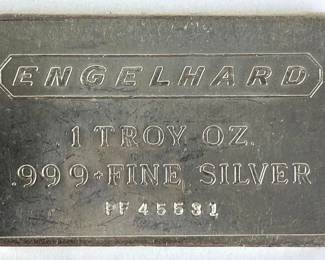 ENGELHARD
1 TROY OZ.
.999+FINE SILVER
PF45531